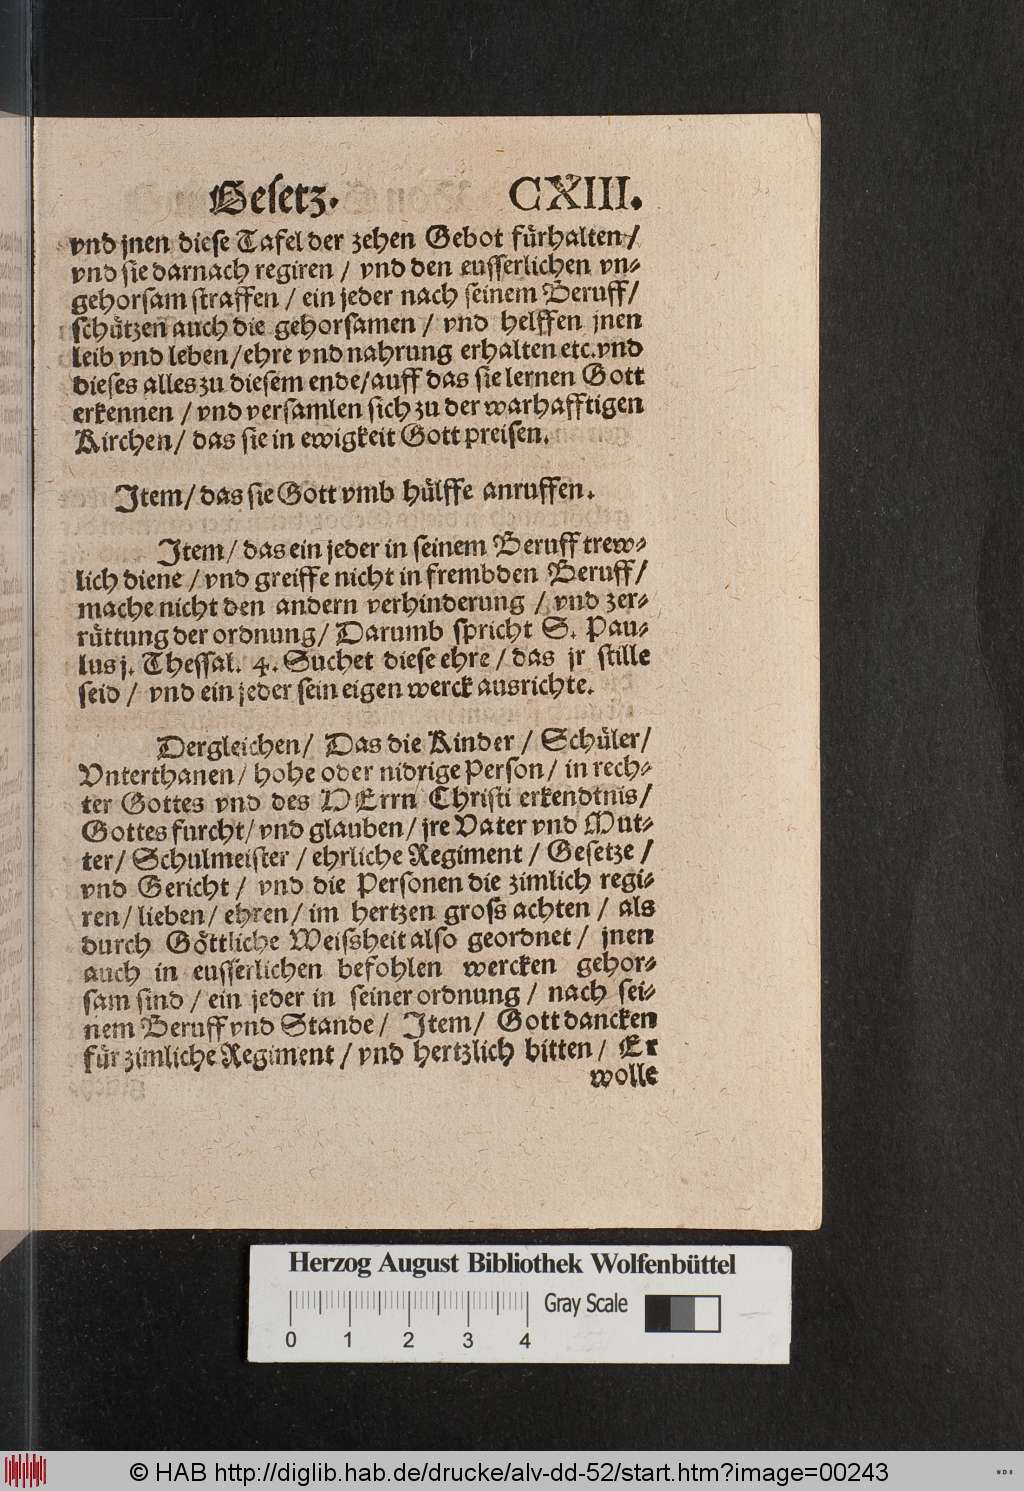 Gesetz. CXIII.
vnd jnen diese Tafel der zehen Gebot fürhalten/
vnd sie darnach regiren / vnd den eusserlichen vn-
gehorsam straffen / ein jeder nach seinem Beruff/
schützen auch die gehorsamen / vnd helffen jnen
leib vnd leben/ehre vnd nahrung erhalten etc.vnd
dieses alles zu diesem ende/auff das sie lernen Gott
erkennen / vnd versamlen sich zu der warhafftigen
Kirchen/ das sie in ewigkeit Gott preisen.
Jtem/ das sie Gott vmb hülffe anruffen.
Jtem/ das ein jeder in seinem Beruff trew-
lich diene / vnd greiffe nicht in frembden Beruff/
mache nicht den andern verhinderung / vnd zer-
rüttung der ordnung/ Darumb spricht S. Pau-
lus j. Thessal. 4. Suchet diese ehre / das jr stille
seid / vnd ein jeder sein eigen werck ausrichte.
Dergleichen/ Das die Kinder / Schüler/
Vnterthanen/ hohe oder nidrige Person/ in rech-
ter Gottes vnd des HErrn Christi erkendtnis/
Gottes furcht/ vnd glauben/ jre Vater vnd Mut-
ter/ Schulmeister / ehrliche Regiment / Gesetze /
vnd Gericht / vnd die Personen die zimlich regi-
ren/ lieben/ ehren/ im hertzen gross achten / als
durch Göttliche Weissheit also geordnet / jnen
auch in eusserlichen befohlen wercken gehor-
sam sind / ein jeder in seiner ordnung / nach sei-
nem Beruff vnd Stande/ Jtem/ Gott dancken
für zimliche Regiment / vnd hertzlich bitten / Er
wolle
Herzog August Bibliothek Wolfenbüttel
0 1 2 3 4 Gray Scale
© HAB http://diglib.hab.de/drucke/alv-dd-52/start.htm?image=00243